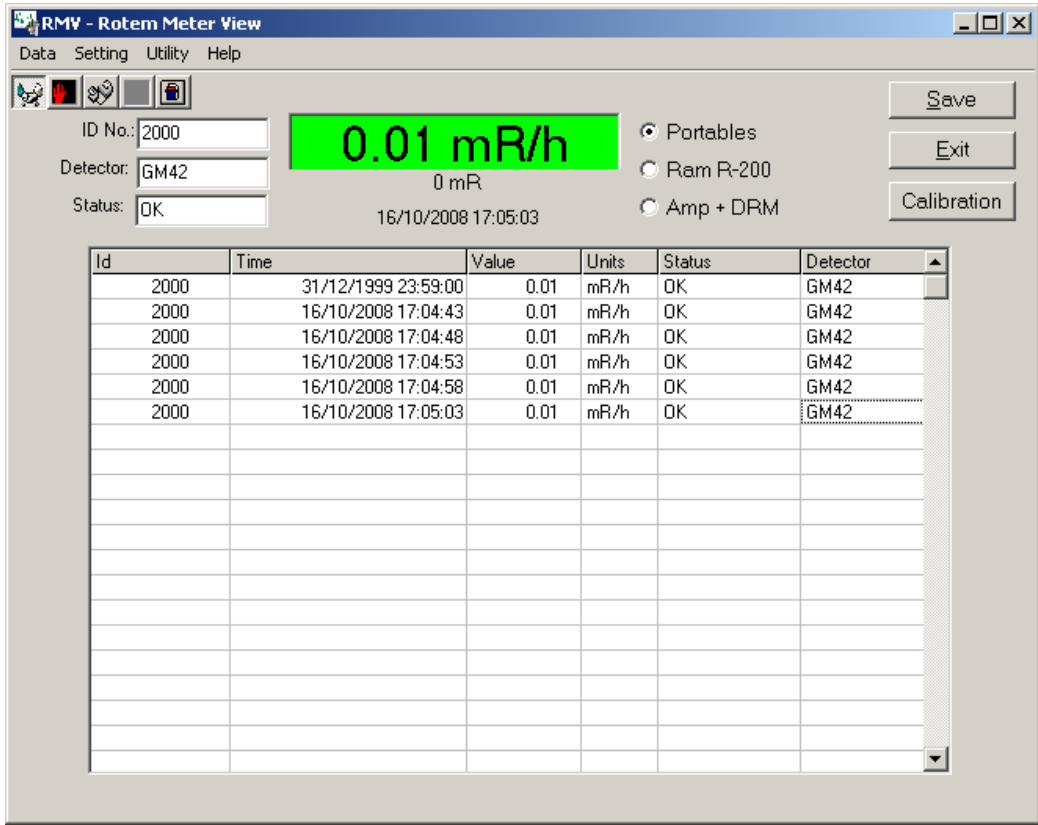 RMV - Rotem Meter View
Data Setting Utility Help
Save
ID No.: 2000
0.01 mR/h
Portables
Exit
Detector: GM42
0 mR
Ram R-200
Status: OK
16/10/2008 17:05:03
Amp + DRM
Calibration
Id Time Value Units Status Detector
2000 31/12/1999 23:59:00 0.01 mR/h OK GM42
2000 16/10/2008 17:04:43 0.01 mR/h OK GM42
2000 16/10/2008 17:04:48 0.01 mR/h OK GM42
2000 16/10/2008 17:04:53 0.01 mR/h OK GM42
2000 16/10/2008 17:04:58 0.01 mR/h OK GM42
2000 16/10/2008 17:05:03 0.01 mR/h OK GM42